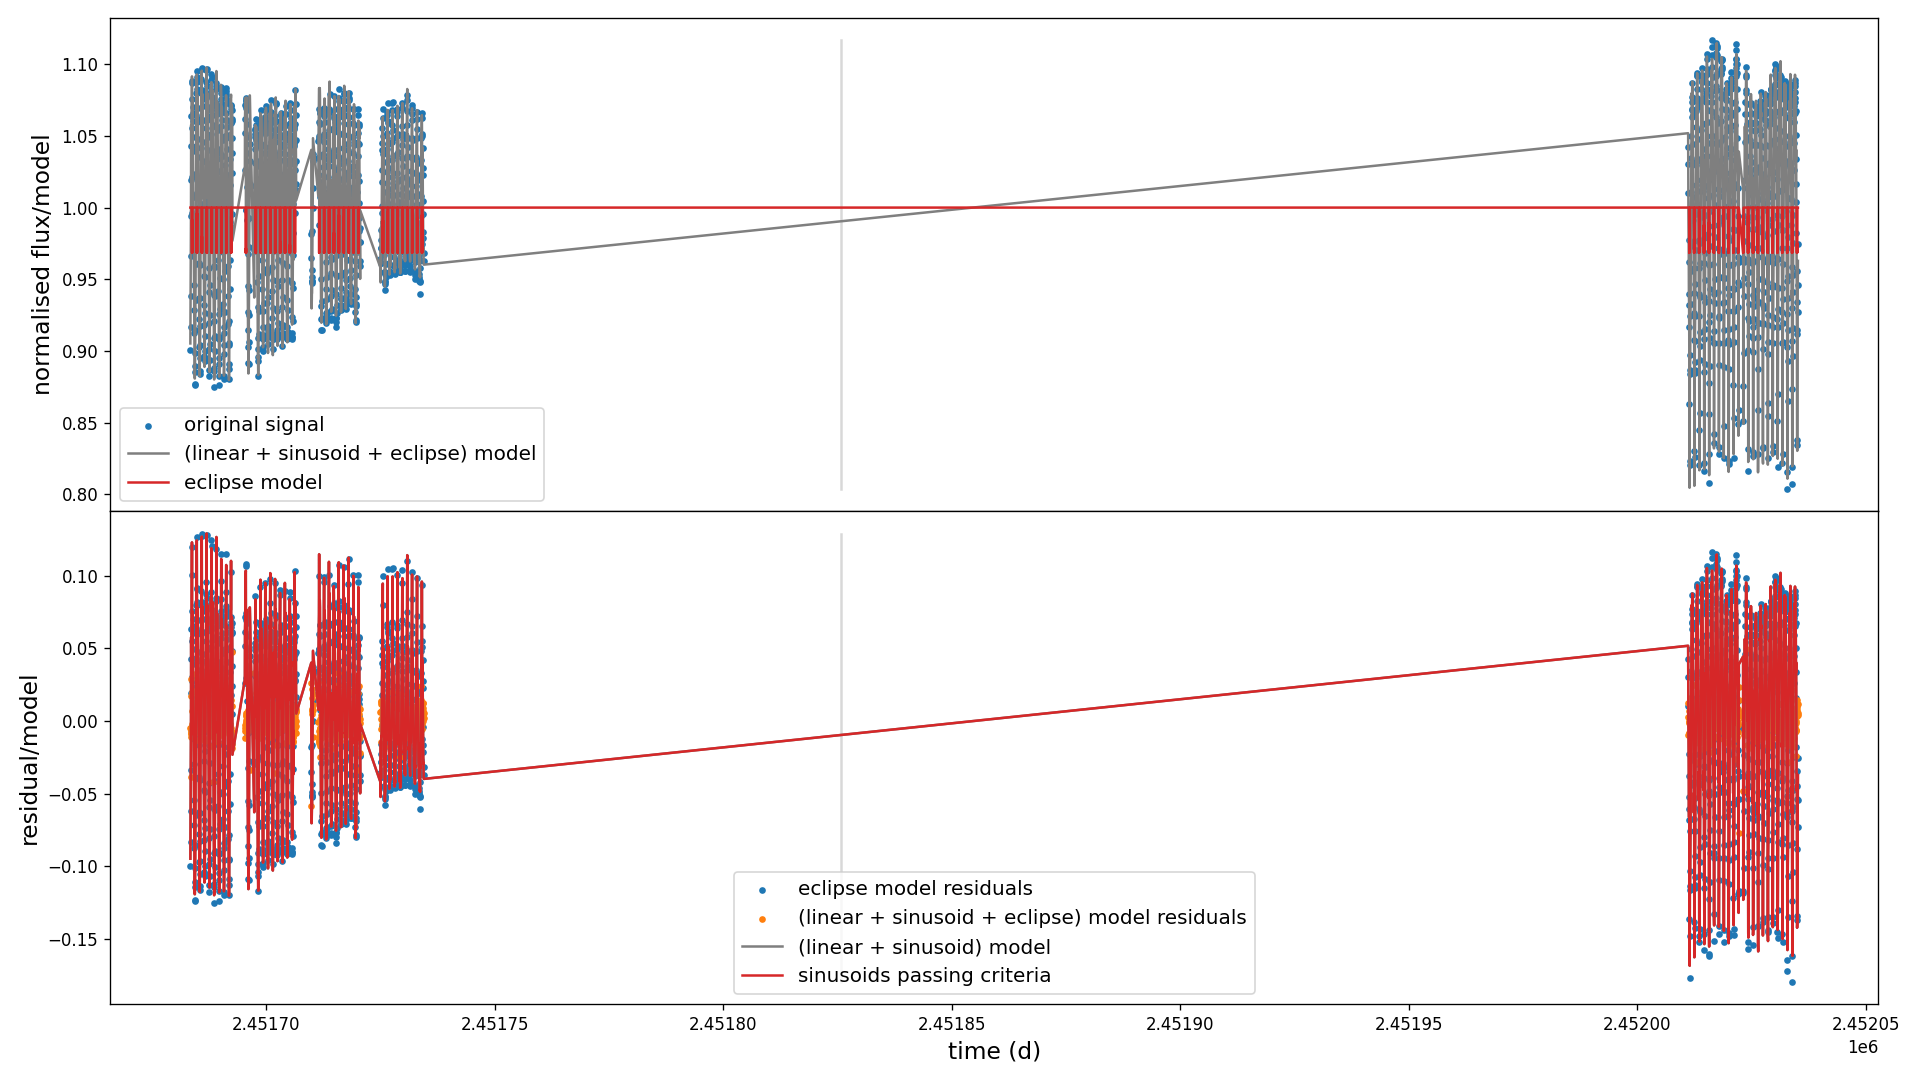 normalised flux/model
1.10
1.05
1.00
0.95
0.90
0.85
0.80
original signal
(linear + sinusoid + eclipse) model
eclipse model
residual/model
0.10
0.05
0.00
−0.05
−0.10
−0.15
eclipse model residuals
(linear + sinusoid + eclipse) model residuals
(linear + sinusoid) model
sinusoids passing criteria
2.45170 2.45175 2.45180 2.45185 2.45190 2.45195 2.45200 2.45205
1e6
time (d)